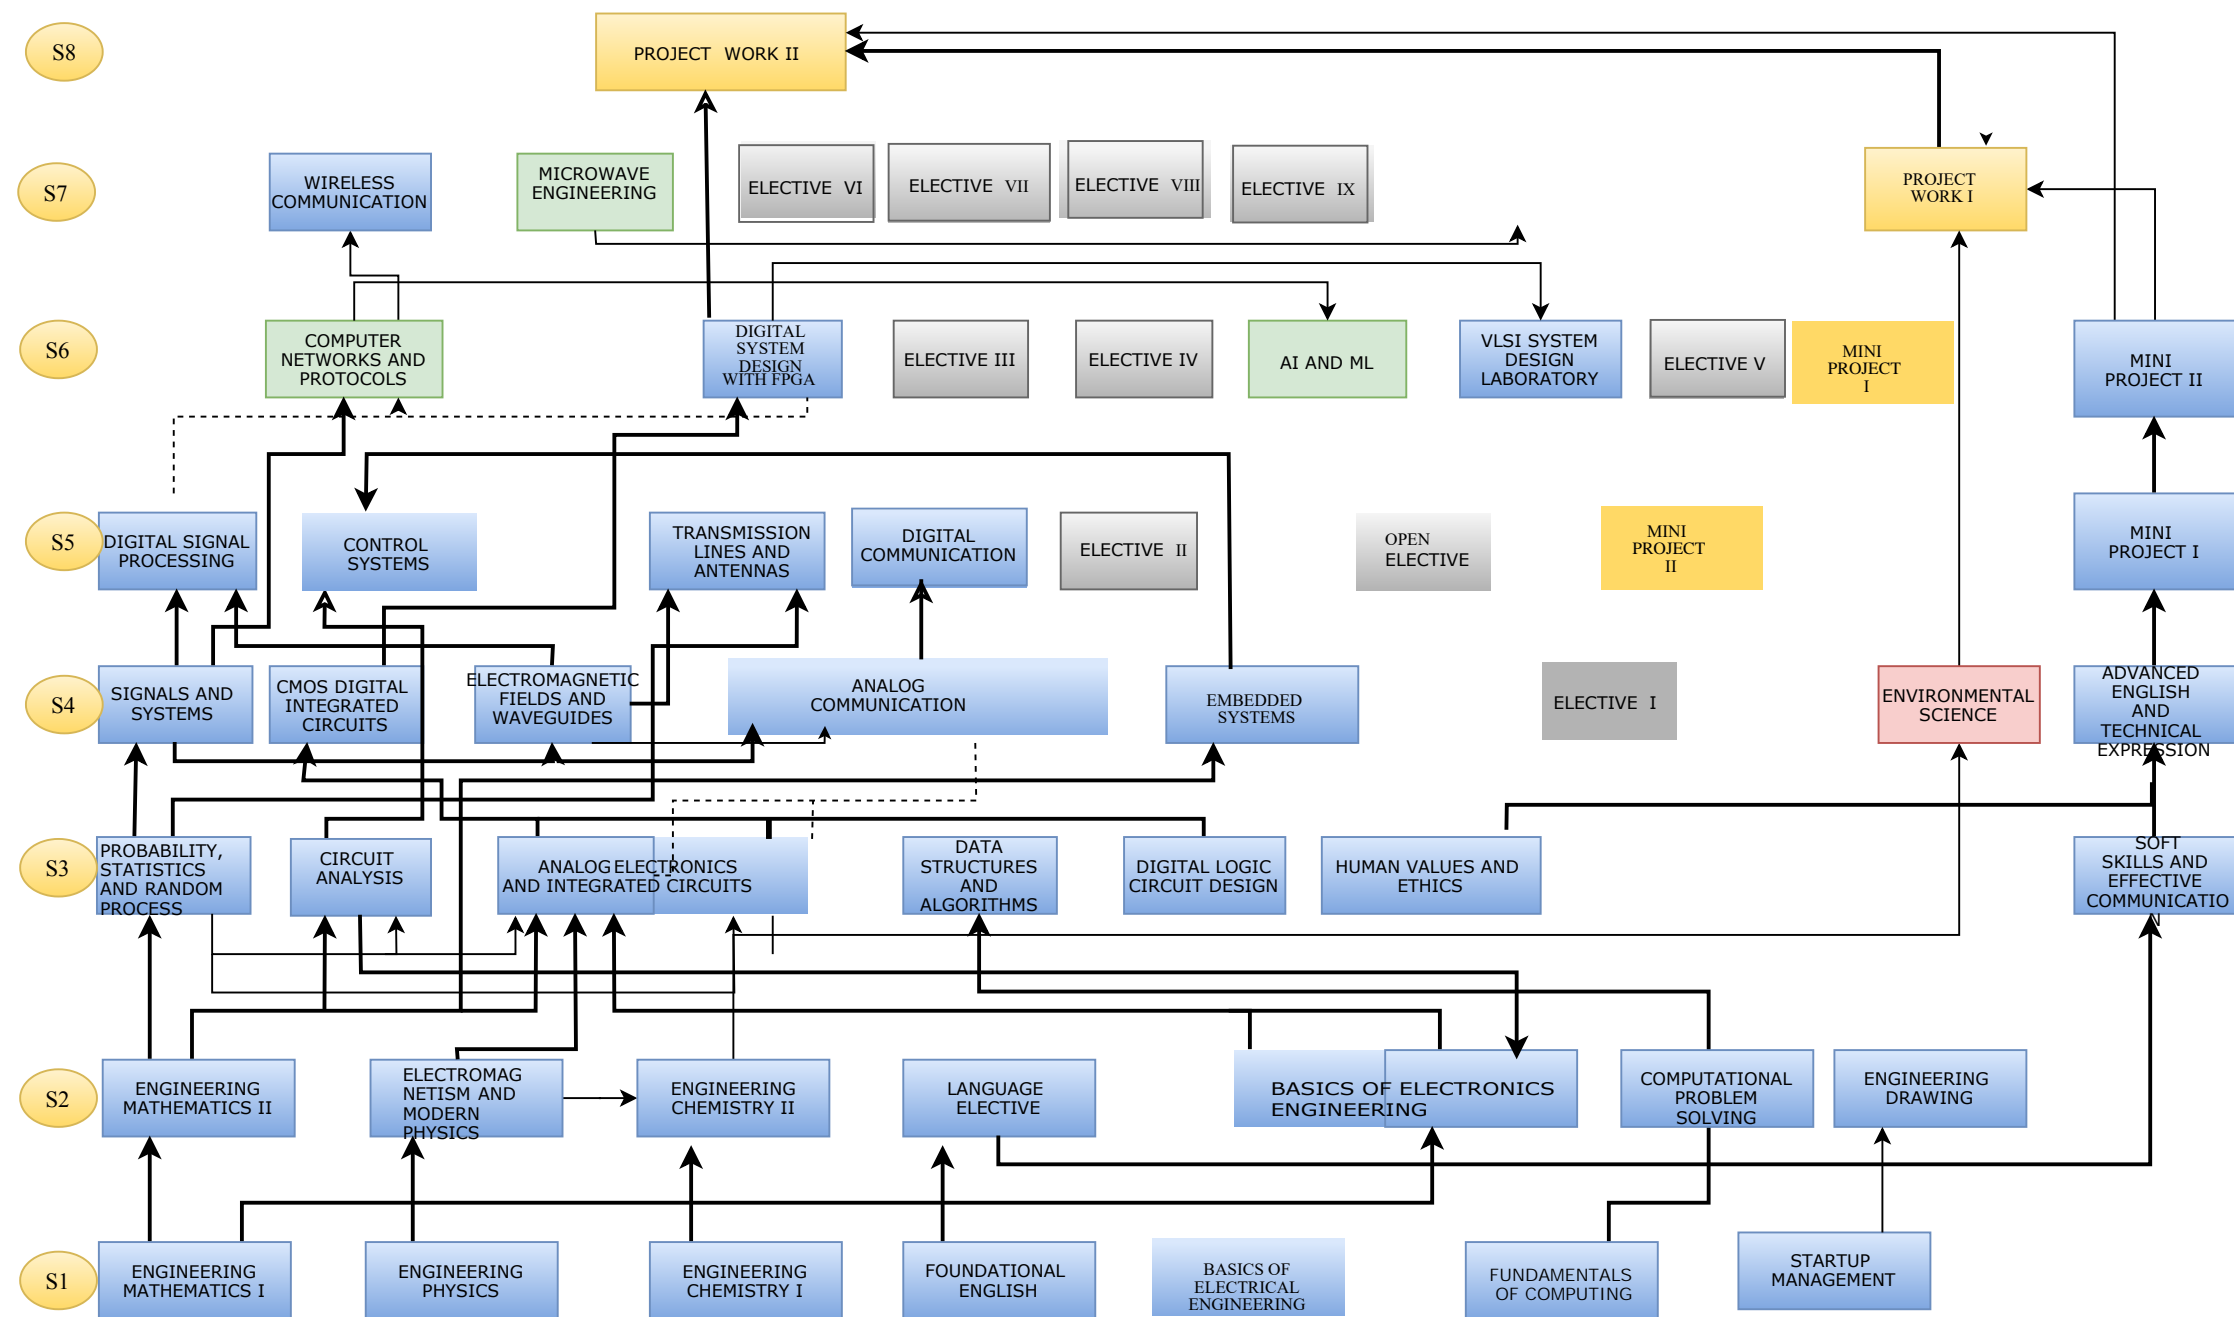 S8
PROJECT WORK II
S7
WIRELESS
COMMUNICATION
MICROWAVE
ENGINEERING
ELECTIVE VI
ELECTIVE VII
ELECTIVE VIII
ELECTIVE IX
PROJECT
WORK I
S6
COMPUTER
NETWORKS AND
PROTOCOLS
DIGITAL
SYSTEM
DESIGN
WITH FPGA
ELECTIVE III
ELECTIVE IV
AI AND ML
VLSI SYSTEM
DESIGN
LABORATORY
ELECTIVE V
MINI
PROJECT
I
MINI
PROJECT II
S5
DIGITAL SIGNAL
PROCESSING
CONTROL
SYSTEMS
TRANSMISSION
LINES AND
ANTENNAS
DIGITAL
COMMUNICATION
ELECTIVE II
OPEN
ELECTIVE
MINI
PROJECT
II
MINI
PROJECT I
S4
SIGNALS AND
SYSTEMS
CMOS DIGITAL
INTEGRATED
CIRCUITS
ELECTROMAGNETIC
FIELDS AND
WAVEGUIDES
ANALOG
COMMUNICATION
EMBEDDED
SYSTEMS
ELECTIVE I
ENVIRONMENTAL
SCIENCE
ADVANCED
ENGLISH
AND
TECHNICAL
EXPRESSION
S3
PROBABILITY,
STATISTICS
AND RANDOM
PROCESS
CIRCUIT
ANALYSIS
ANALOG ELECTRONICS
AND INTEGRATED CIRCUITS
DATA
STRUCTURES
AND
ALGORITHMS
DIGITAL LOGIC
CIRCUIT DESIGN
HUMAN VALUES AND
ETHICS
SOFT
SKILLS AND
EFFECTIVE
COMMUNICATIO
N
S2
ENGINEERING
MATHEMATICS II
ELECTROMAG
NETISM AND
MODERN
PHYSICS
ENGINEERING
CHEMISTRY II
LANGUAGE
ELECTIVE
BASICS OF ELECTRONICS
ENGINEERING
COMPUTATIONAL
PROBLEM
SOLVING
ENGINEERING
DRAWING
S1
ENGINEERING
MATHEMATICS I
ENGINEERING
PHYSICS
ENGINEERING
CHEMISTRY I
FOUNDATIONAL
ENGLISH
BASICS OF
ELECTRICAL
ENGINEERING
FUNDAMENTALS
OF COMPUTING
STARTUP
MANAGEMENT